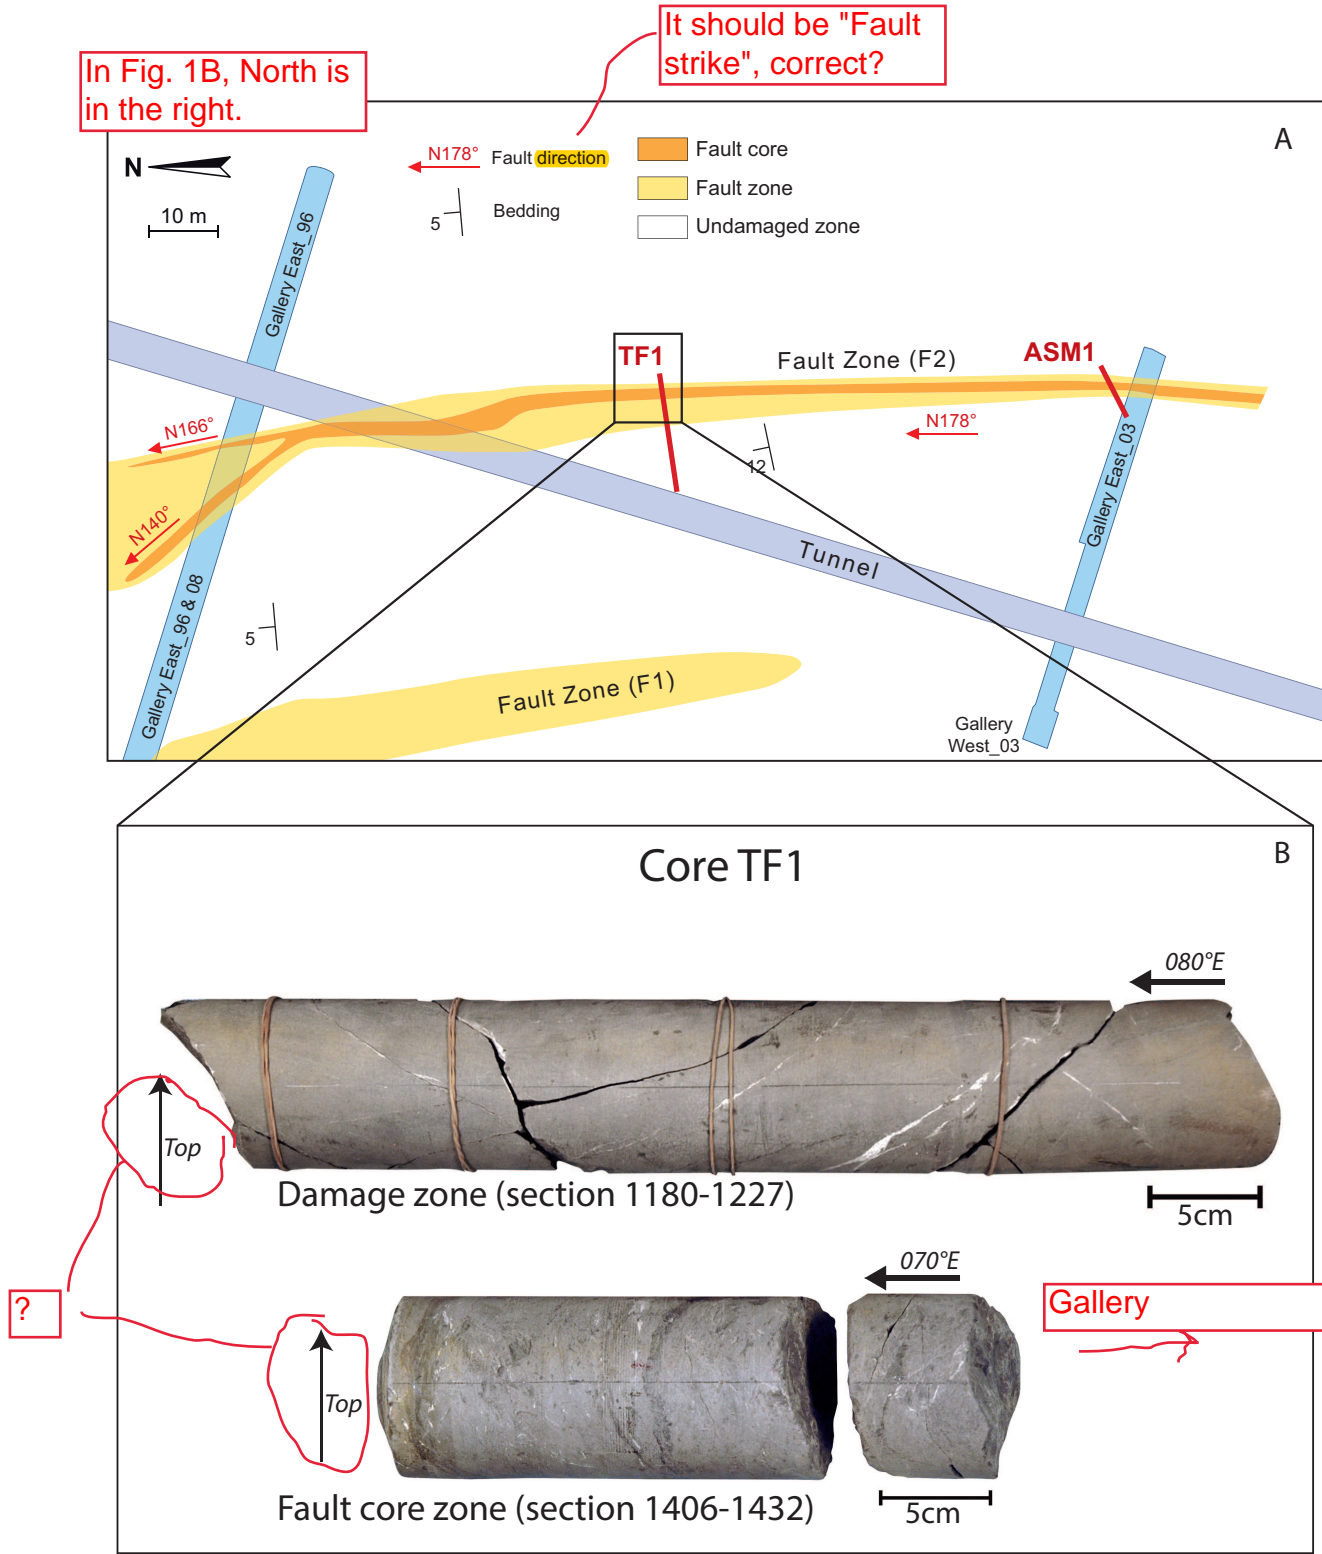 It should be "Fault
strike", correct?
In Fig. 1B, North is
in the right.
A
N
10 m
N178°
Fault direction
5
Bedding
Fault core
Fault zone
Undamaged zone
Gallery East_96
TF1
Fault Zone (F2)
ASM1
N166°
N178°
12
N140°
Gallery East_03
Tunnel
Gallery East_96 & 08
5
Fault Zone (F1)
Gallery
West_03
B
Core TF1
080°E
Top
Damage zone (section 1180-1227)
5cm
070°E
?
Gallery
Top
Fault core zone (section 1406-1432)
5cm